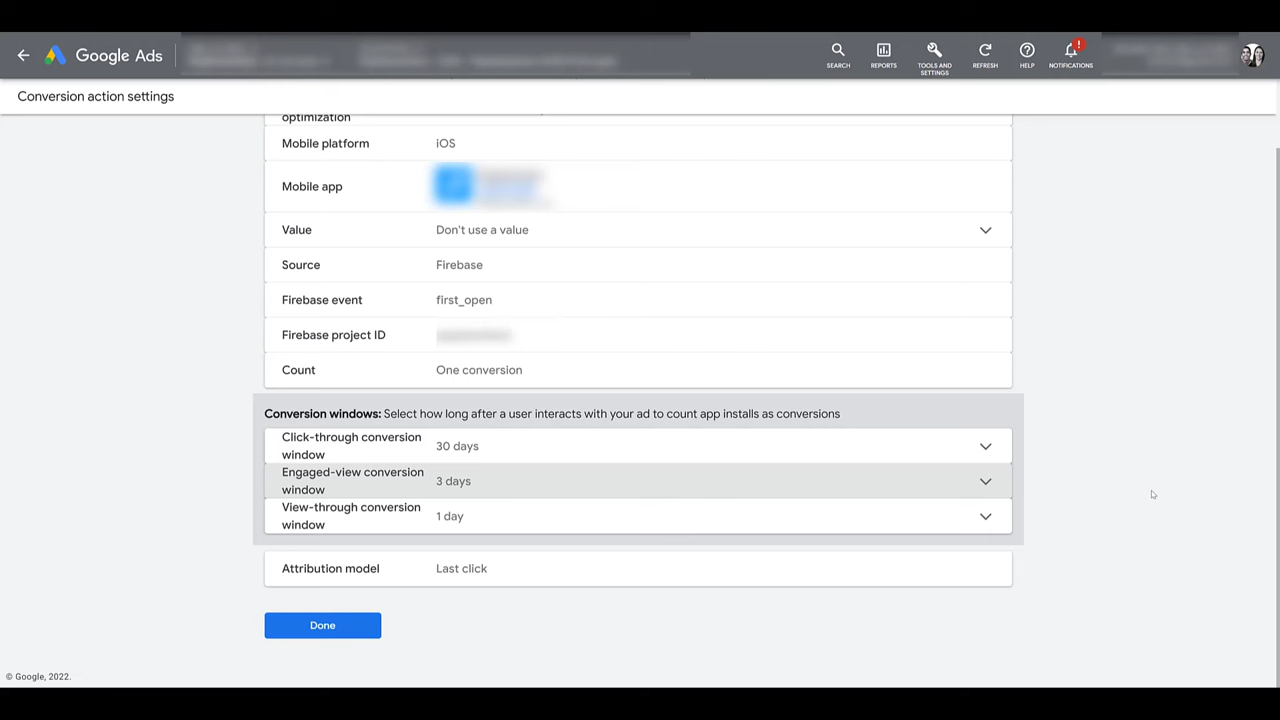 Google Ads
SEARCH
REPORTS
TOOLS AND
SETTINGS
REFRESH
HELP
!
NOTIFICATIONS
Conversion action settings
optimization
Mobile platform iOS
Mobile app
Value Don't use a value
Source Firebase
Firebase event first_open
Firebase project ID
Count One conversion
Conversion windows: Select how long after a user interacts with your ad to count app installs as conversions
Click-through conversion
window
30 days
Engaged-view conversion
window
3 days
View-through conversion
window
1 day
Attribution model Last click
Done
© Google, 2022.